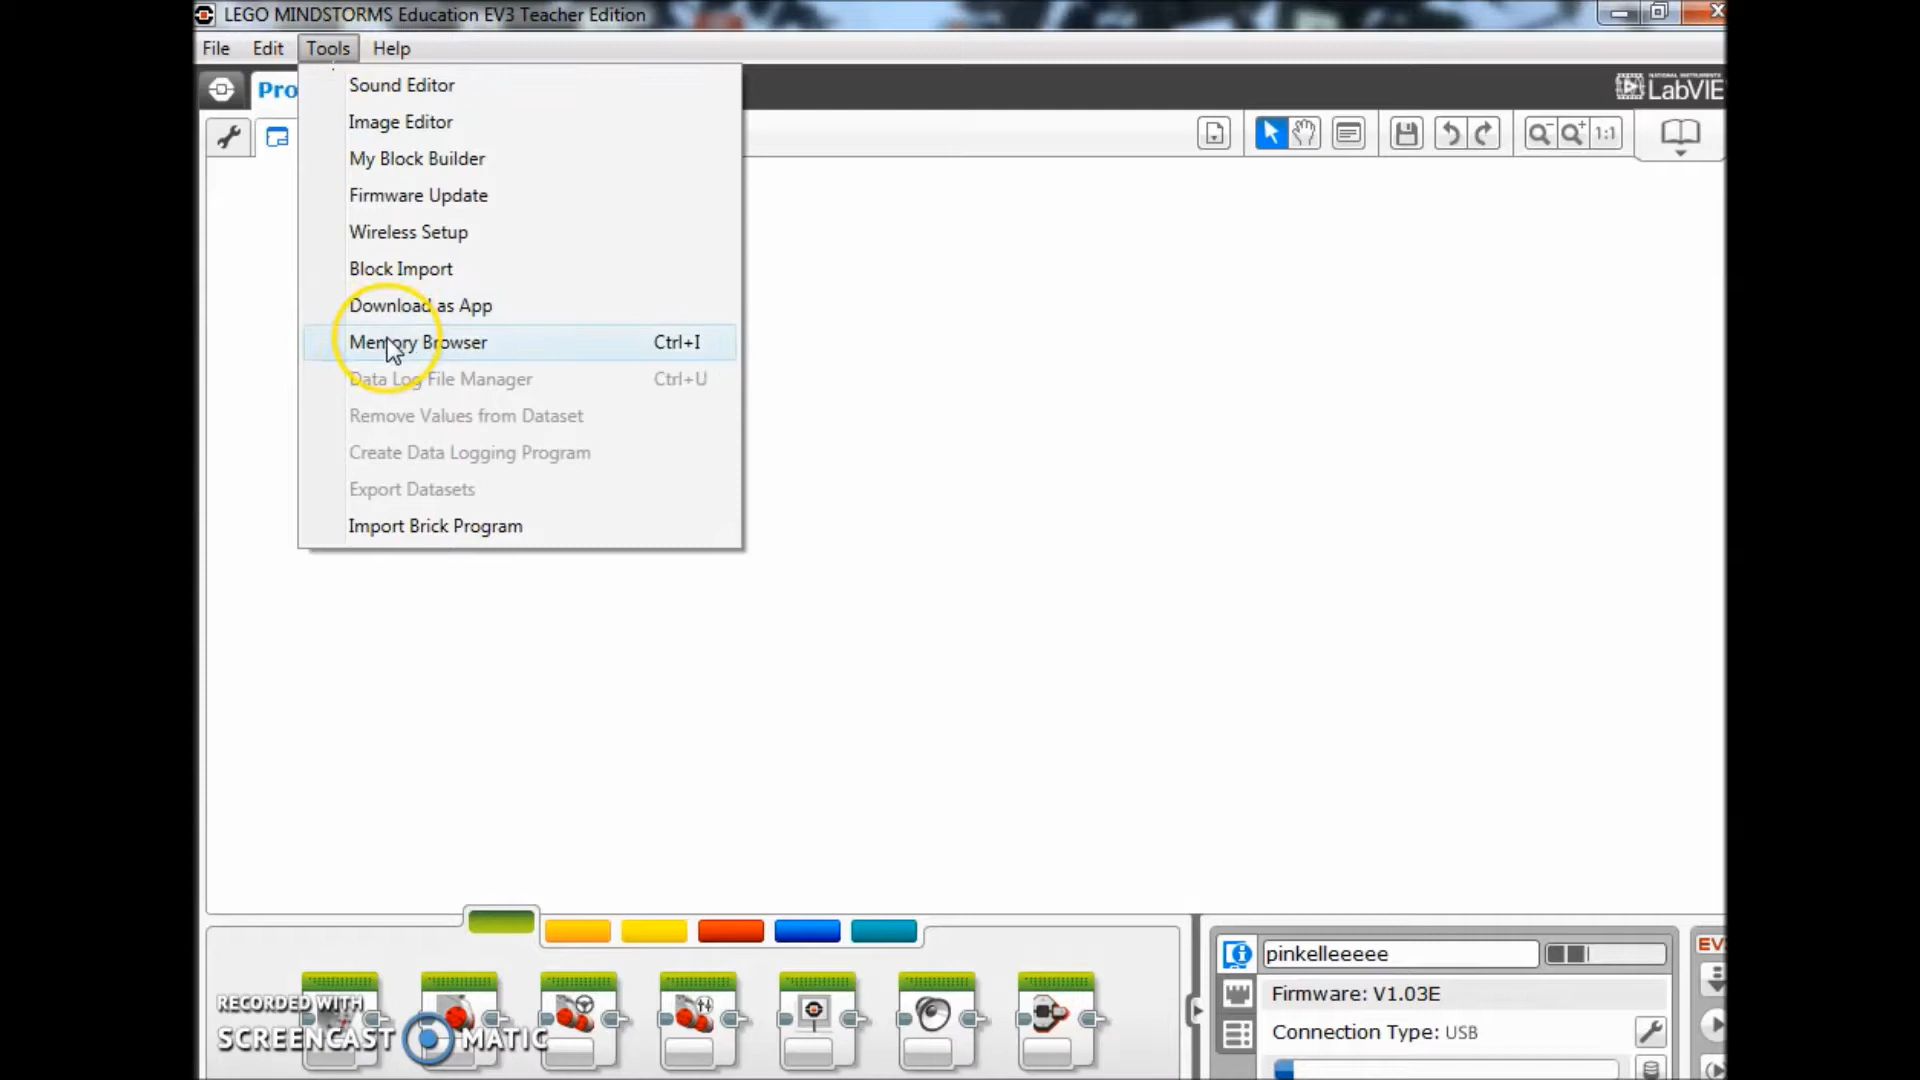 LEGO MINDSTORMS Education EV3 Teacher Edition
File Edit Tools Help
Pro
LabVIE
Sound Editor
Image Editor
My Block Builder
Firmware Update
Wireless Setup
Block Import
Download as App
Memory Browser Ctrl+I
Data Log File Manager Ctrl+U
Remove Values from Dataset
Create Data Logging Program
Export Datasets
Import Brick Program
1:1
pinkelleeeee
EV
Firmware: V1.03E
Connection Type: USB
RECORDED WITH
SCREENCAST MATIC